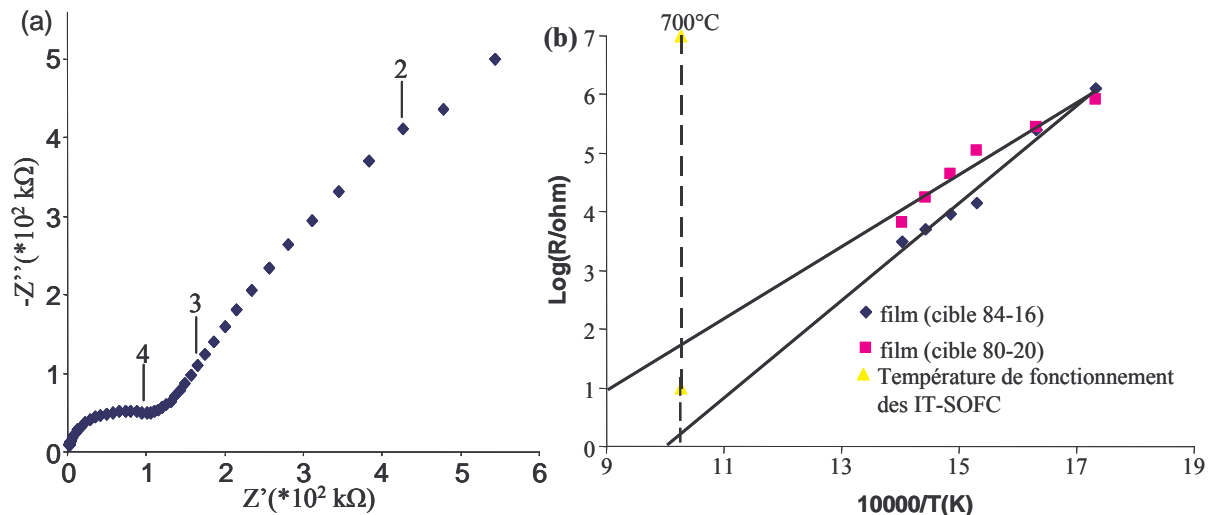 (a)
5
4
3
2
1
0
-Z''(*10² kΩ)
2
3
4
0 1 2 3 4 5 6
Z'(*10² kΩ)
(b)
700°C
7
6
5
4
3
2
1
0
Log(R/ohm)
film (cible 84-16)
film (cible 80-20)
Température de fonctionnement
des IT-SOFC
9 11 13 15 17 19
10000/T(K)